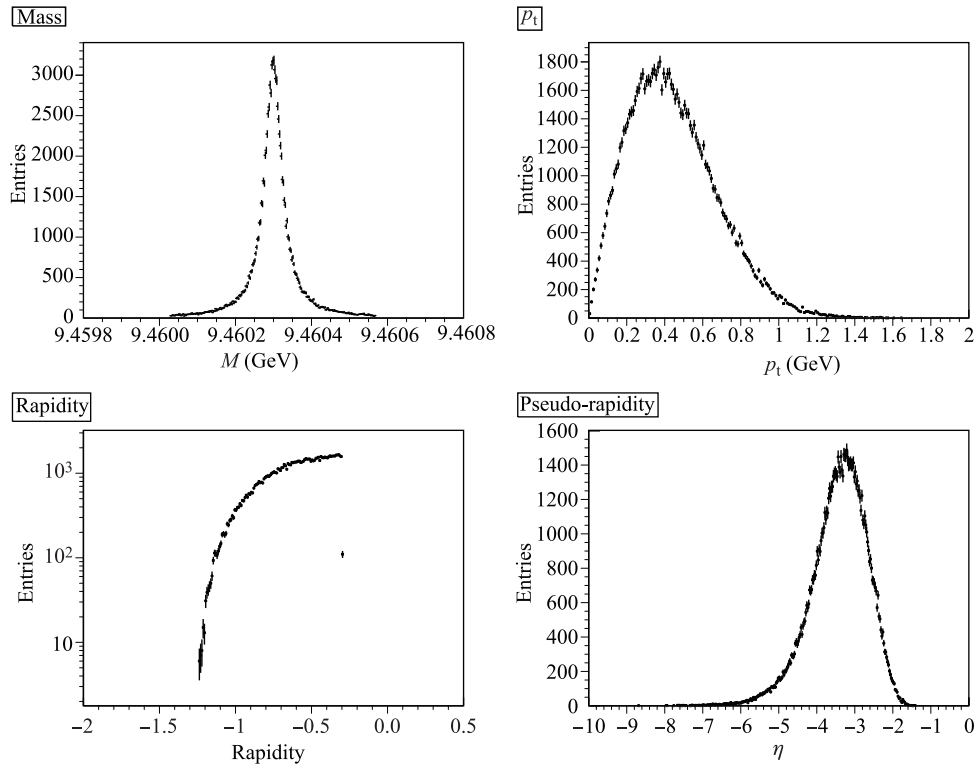 Mass
Entries
3000
2500
2000
1500
1000
500
0
9.4598 9.460 9.4602 9.4604 9.4606 9.4608
M (GeV)
pt
Entries
1800
1600
1400
1200
1000
800
600
400
200
0
0 0.2 0.4 0.6 0.8 1 1.2 1.4 1.6 1.8 2
pt (GeV)
Rapidity
Entries
10³
10²
10
−2 −1.5 −1.0 −0.5 0.0 0.5
Rapidity
Pseudo-rapidity
Entries
1600
1400
1200
1000
800
600
400
200
0
−10 −9 −8 −7 −6 −5 −4 −3 −2 −1 0
η